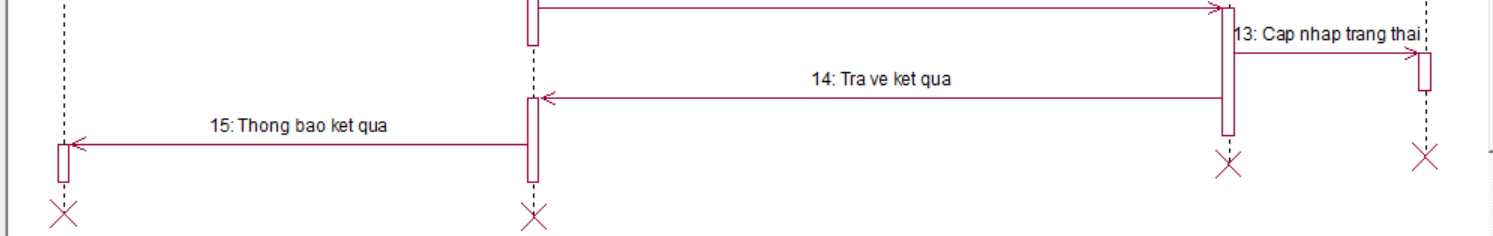 13: Cap nhap trang thai
14: Tra ve ket qua
15: Thong bao ket qua